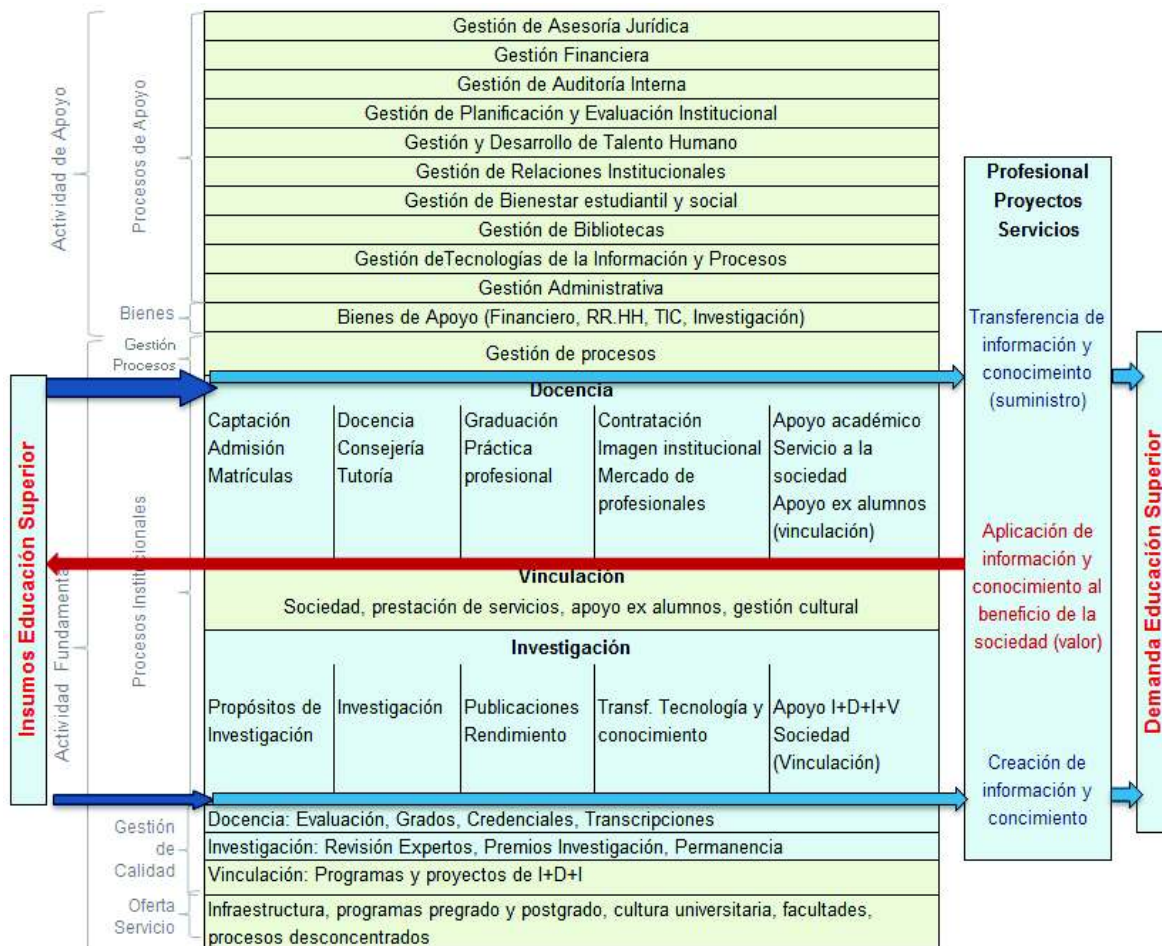 Actividad de Apoyo
Procesos de Apoyo
Gestión de Asesoría Jurídica
Gestión Financiera
Gestión de Auditoría Interna
Gestión de Planificación y Evaluación Institucional
Gestión y Desarrollo de Talento Humano
Gestión de Relaciones Institucionales
Gestión de Bienestar estudiantil y social
Gestión de Bibliotecas
Gestión deTecnologías de la Información y Procesos
Gestión Administrativa
Bienes
Bienes de Apoyo (Financiero, RR.HH, TIC, Investigación)
Actividad Fundamental
Gestión
Procesos
Gestión de procesos
Insumos Educación Superior
Procesos Institucionales
Docencia
Captación
Admisión
Matrículas
Docencia
Consejería
Tutoría
Graduación
Práctica
profesional
Contratación
Imagen institucional
Mercado de
profesionales
Apoyo académico
Servicio a la
sociedad
Apoyo ex alumnos
(vinculación)
Vinculación
Sociedad, prestación de servicios, apoyo ex alumnos, gestión cultural
Investigación
Propósitos de
Investigación
Investigación
Publicaciones
Rendimiento
Transf. Tecnología y
conocimiento
Apoyo I+D+I+V
Sociedad
(Vinculación)
Gestión
de
Calidad
Docencia: Evaluación, Grados, Credenciales, Transcripciones
Investigación: Revisión Expertos, Premios Investigación, Permanencia
Vinculación: Programas y proyectos de I+D+I
Oferta
Servicio
Infraestructura, programas pregrado y postgrado, cultura universitaria, facultades,
procesos desconcentrados
Profesional
Proyectos
Servicios
Transferencia de
información y
conocimeinto
(suministro)
Aplicación de
información y
conocimiento al
beneficio de la
sociedad (valor)
Creación de
información y
concimiento
Demanda Educación Superior